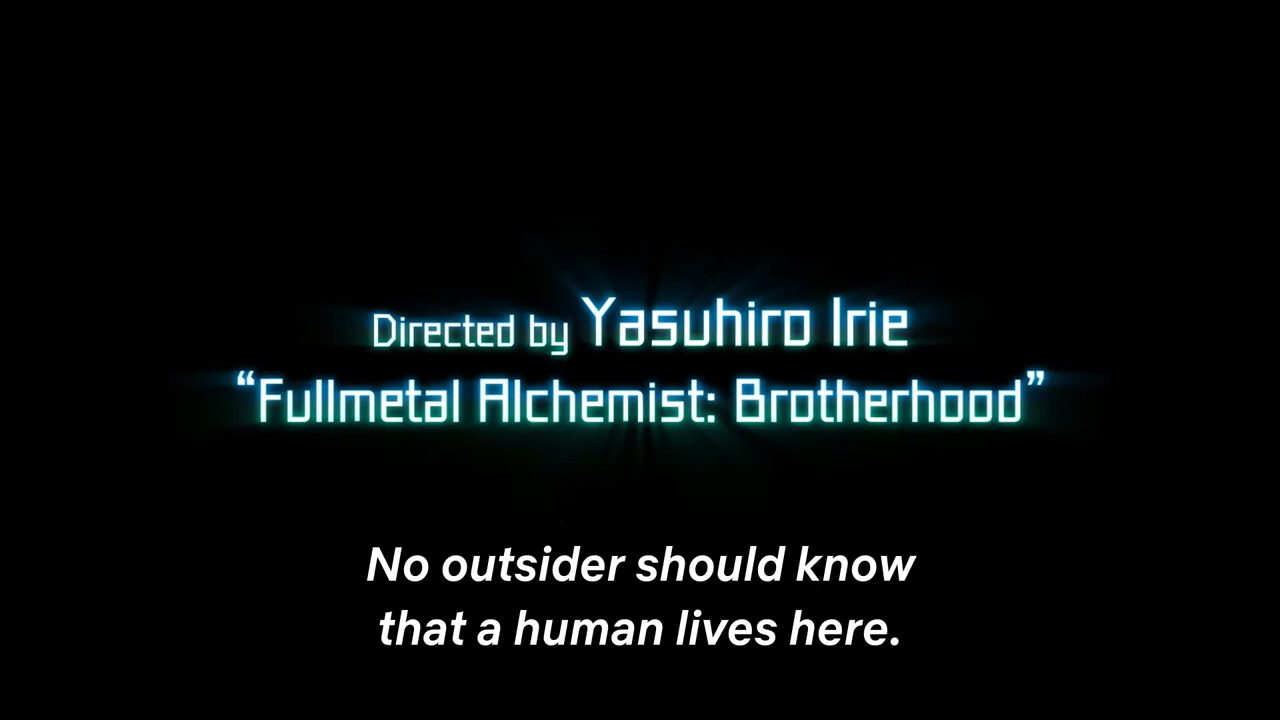 Directed by Yasuhiro Irie
“Fullmetal Alchemist: Brotherhood”
No outsider should know
that a human lives here.